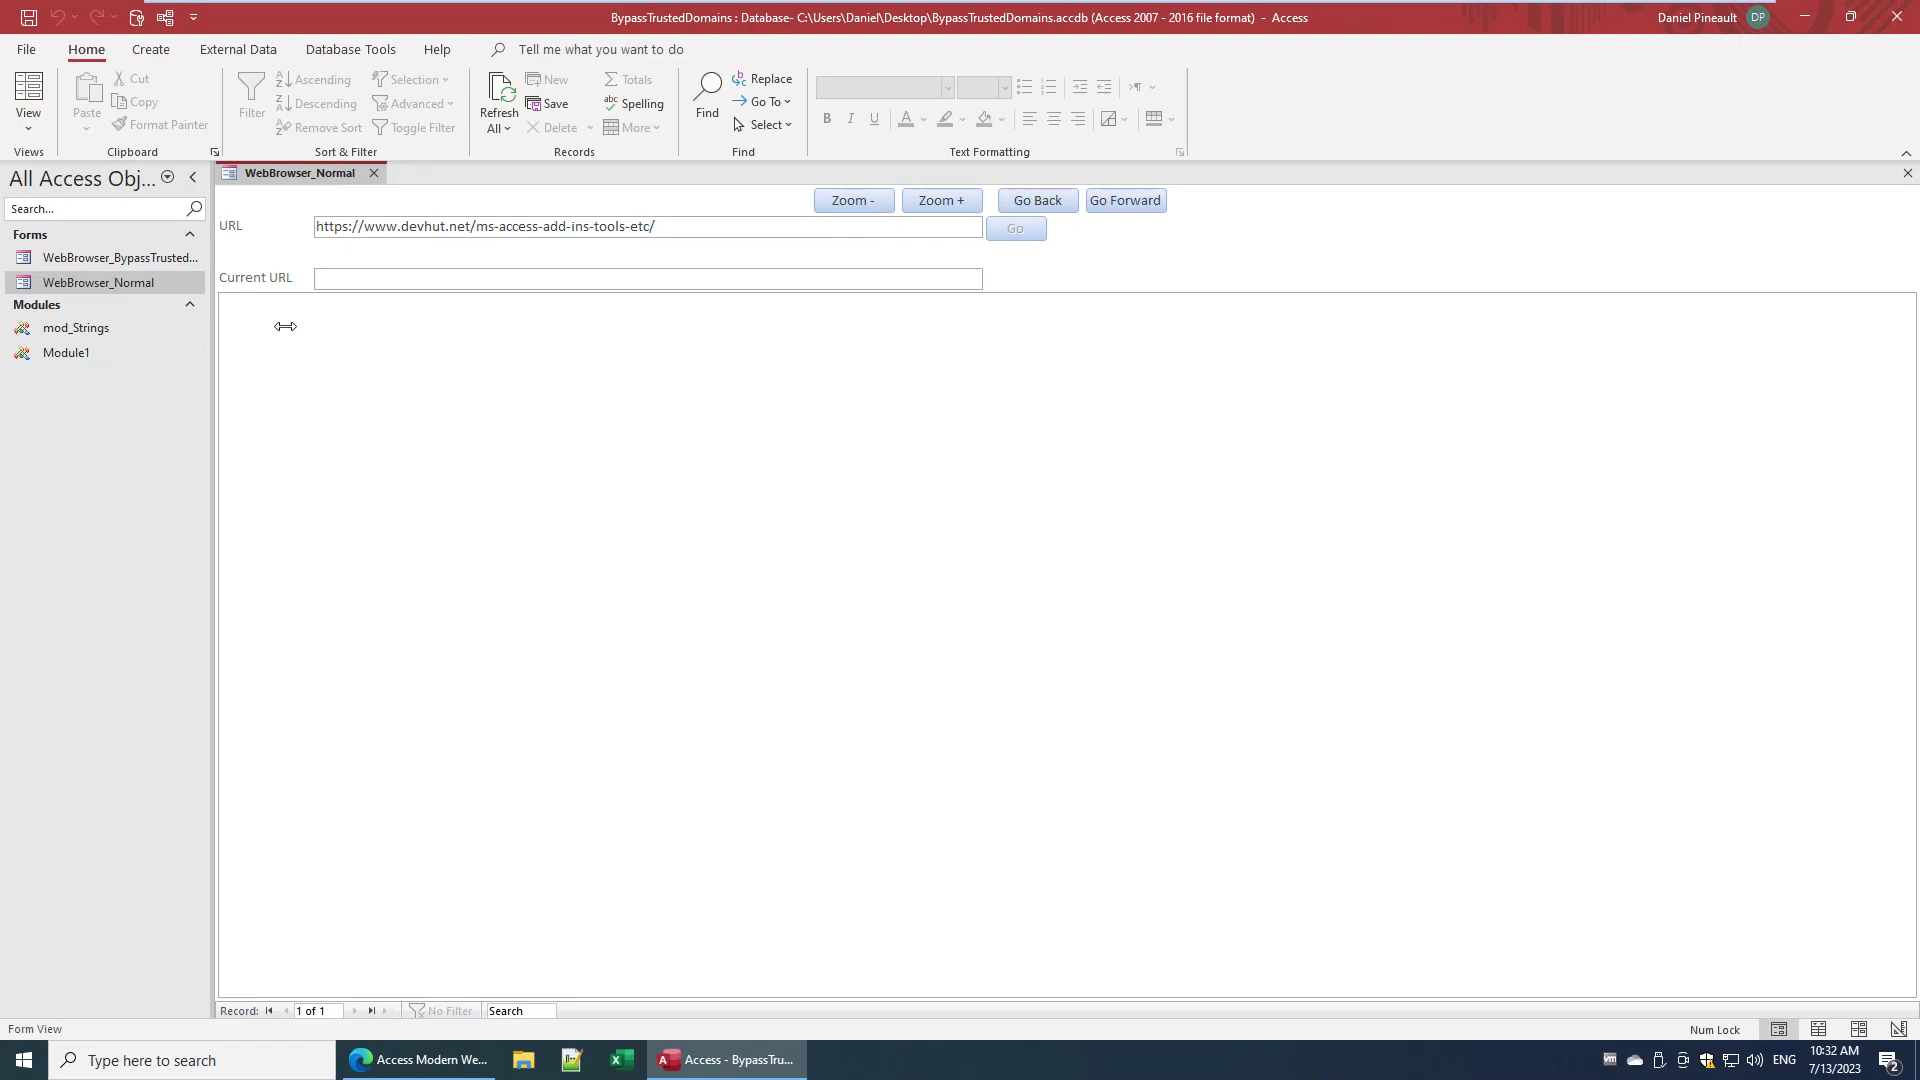 BypassTrustedDomains : Database- C:\Users\Daniel\Desktop\BypassTrustedDomains.accdb (Access 2007 - 2016 file format)  -  Access
Daniel Pineault
DP
File
Home
Create
External Data
Database Tools
Help
Tell me what you want to do
View
Views
Paste
Cut
Copy
Format Painter
Clipboard
Filter
Ascending
Descending
Remove Sort
Selection
Advanced
Toggle Filter
Sort & Filter
Refresh
All
New
Save
Delete
Totals
Spelling
More
Records
Find
Replace
Go To
Select
Find
B I U
Text Formatting
All Access Obj...
Search...
Forms
WebBrowser_BypassTrusted...
WebBrowser_Normal
Modules
mod_Strings
Module1
WebBrowser_Normal
Zoom -
Zoom +
Go Back
Go Forward
URL
https://www.devhut.net/ms-access-add-ins-tools-etc/
Go
Current URL
Record:
1 of 1
No Filter
Search
Form View
Num Lock
Type here to search
Access Modern We...
Access - BypassTru...
ENG
10:32 AM
7/13/2023
2